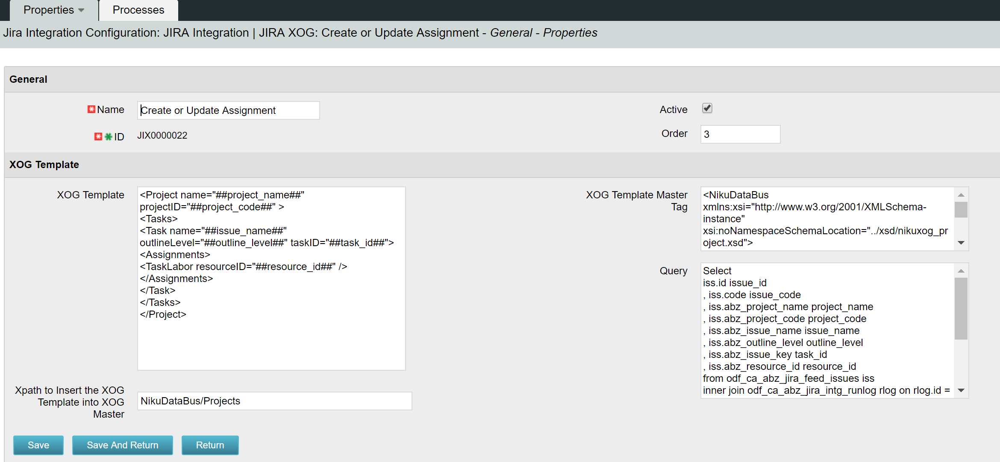 Properties
Processes
Jira Integration Configuration: JIRA Integration | JIRA XOG: Create or Update Assignment - General - Properties
General
Name
Create or Update Assignment
Active
ID
JIX0000022
Order
3
XOG Template
XOG Template
<Project name="##project_name##"
projectID="##project_code##" >
<Tasks>
<Task name="##issue_name##"
outlineLevel="##outline_level##" taskID="##task_id##">
<Assignments>
<TaskLabor resourceID="##resource_id##" />
</Assignments>
</Task>
</Tasks>
</Project>
XOG Template Master
Tag
<NikuDataBus
xmlns:xsi="http://www.w3.org/2001/XMLSchema-
instance"
xsi:noNamespaceSchemaLocation="../xsd/nikuxog_pr
oject.xsd">
Query
Select
iss.id issue_id
, iss.code issue_code
, iss.abz_project_name project_name
, iss.abz_project_code project_code
, iss.abz_issue_name issue_name
, iss.abz_outline_level outline_level
, iss.abz_issue_key task_id
, iss.abz_resource_id resource_id
from odf_ca_abz_jira_feed_issues iss
inner join odf_ca_abz_jira_intg_runlog rlog on rlog.id =
Xpath to Insert the XOG
Template into XOG
Master
NikuDataBus/Projects
Save
Save And Return
Return